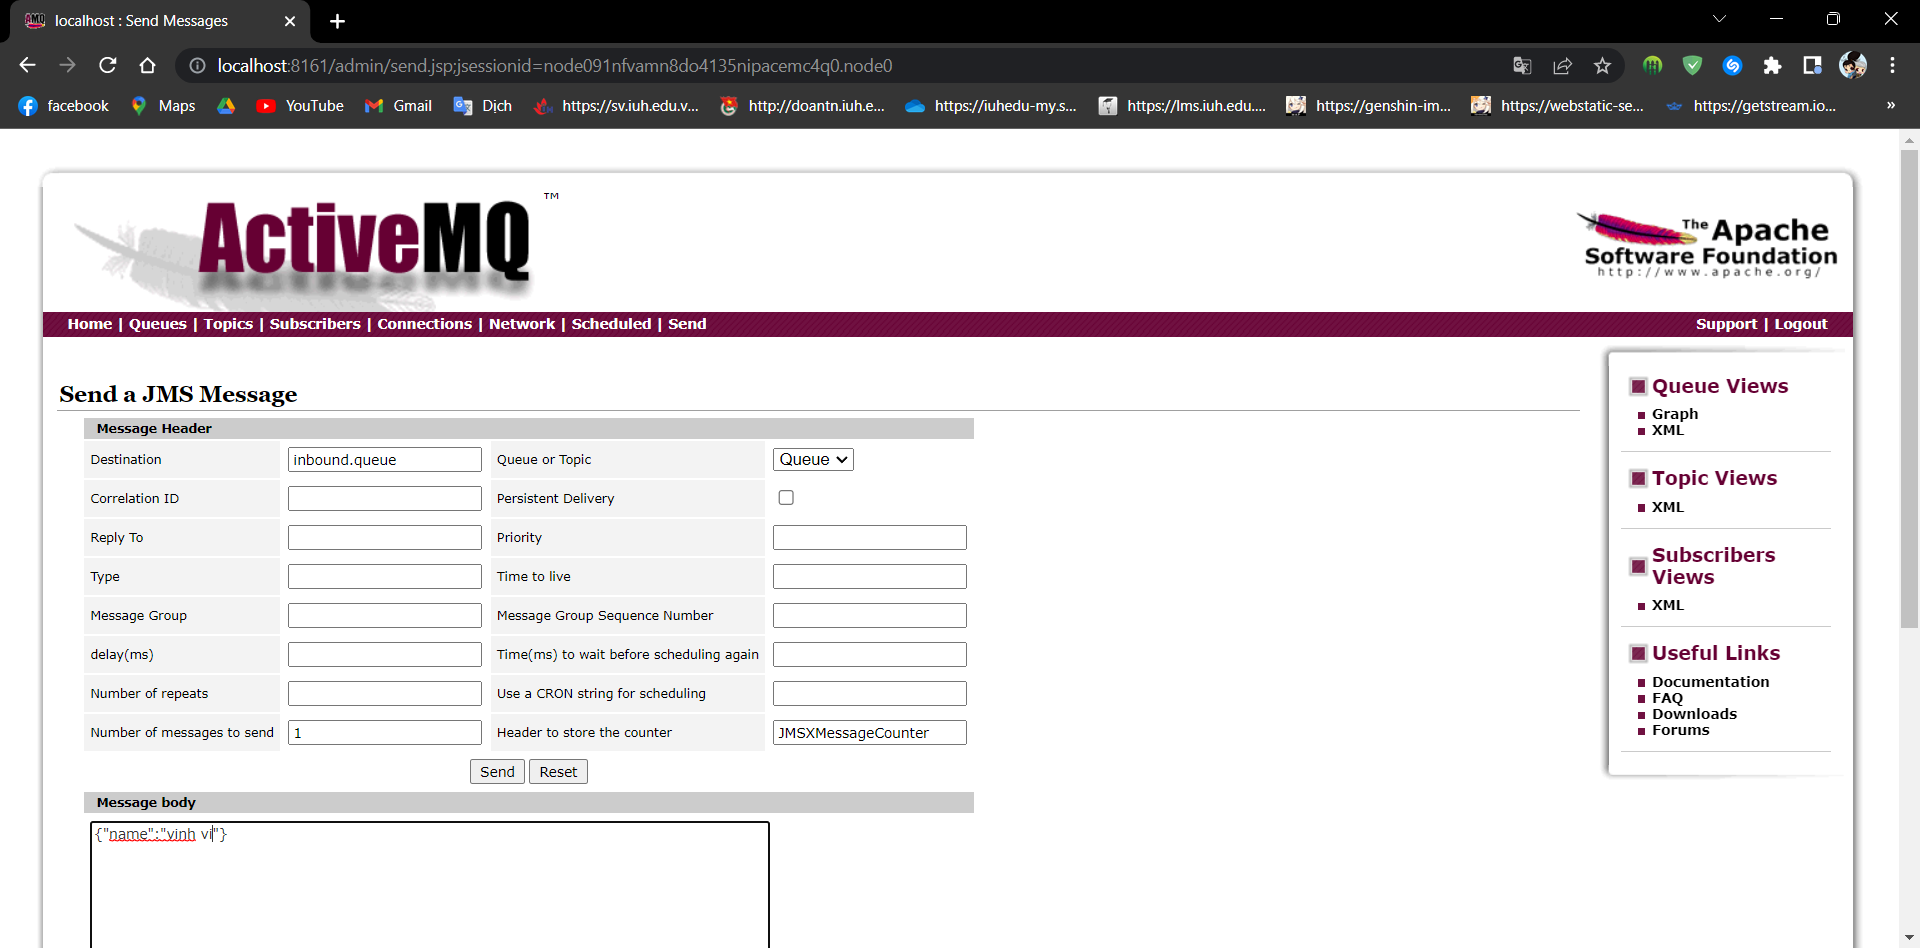 localhost : Send Messages
localhost:8161/admin/send.jsp;jsessionid=node091nfvamn8do4135nipacemc4q0.node0
facebook Maps YouTube Gmail Dịch https://sv.iuh.edu.v... http://doantn.iuh.e... https://iuhedu-my.s... https://lms.iuh.edu.... https://genshin-im... https://webstatic-se... https://getstream.io... »
ActiveMQ ™
The Apache
Software Foundation
http://www.apache.org/
Home | Queues | Topics | Subscribers | Connections | Network | Scheduled | Send
Support | Logout
Send a JMS Message
Message Header
Destination inbound.queue Queue or Topic Queue
Correlation ID Persistent Delivery
Reply To Priority
Type Time to live
Message Group Message Group Sequence Number
delay(ms) Time(ms) to wait before scheduling again
Number of repeats Use a CRON string for scheduling
Number of messages to send 1 Header to store the counter JMSXMessageCounter
Send Reset
Message body
{"name":"vinh vi"}
Queue Views
Graph
XML
Topic Views
XML
Subscribers
Views
XML
Useful Links
Documentation
FAQ
Downloads
Forums